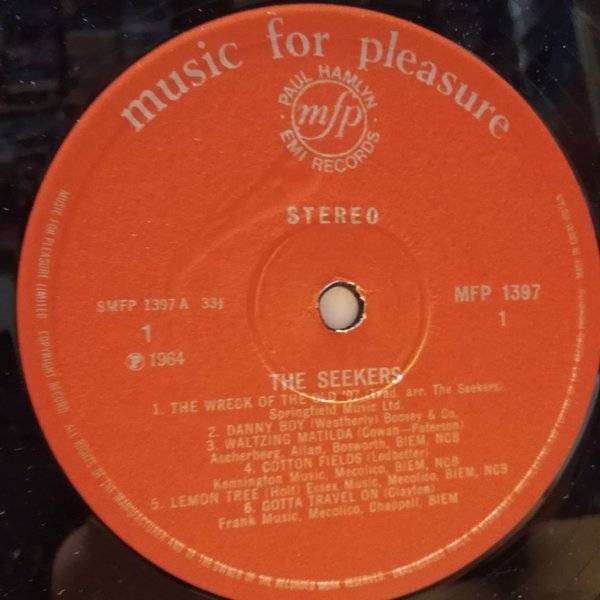 music for pleasure
PAUL HAMLYN
mfp
· EMI RECORDS ·
STEREO
SMFP 1397 A 33⅓
MFP 1397
1
1
Ⓟ 1964
THE SEEKERS
1. THE WRECK OF THE OLD '97 (Trad. arr. The Seekers).
Springfield Music Ltd.
2. DANNY BOY (Weatherly) Boosey & Co.
3. WALTZING MATILDA (Cowan—Paterson)
Ascherberg, Allan, Bosworth, BIEM, NCB
4. COTTON FIELDS (Ledbetter)
Kensington Music, Mecolico, BIEM, NCB
5. LEMON TREE (Holt) Essex Music, Mecolico, BIEM, NCB
6. GOTTA TRAVEL ON (Clayton)
Frank Music, Mecolico, Chappell, BIEM
MUSIC FOR PLEASURE LIMITED. COPYRIGHT RECORD. ALL RIGHTS OF THE MANUFACTURER AND OF THE OWNER OF THE RECORDED WORK RESERVED.